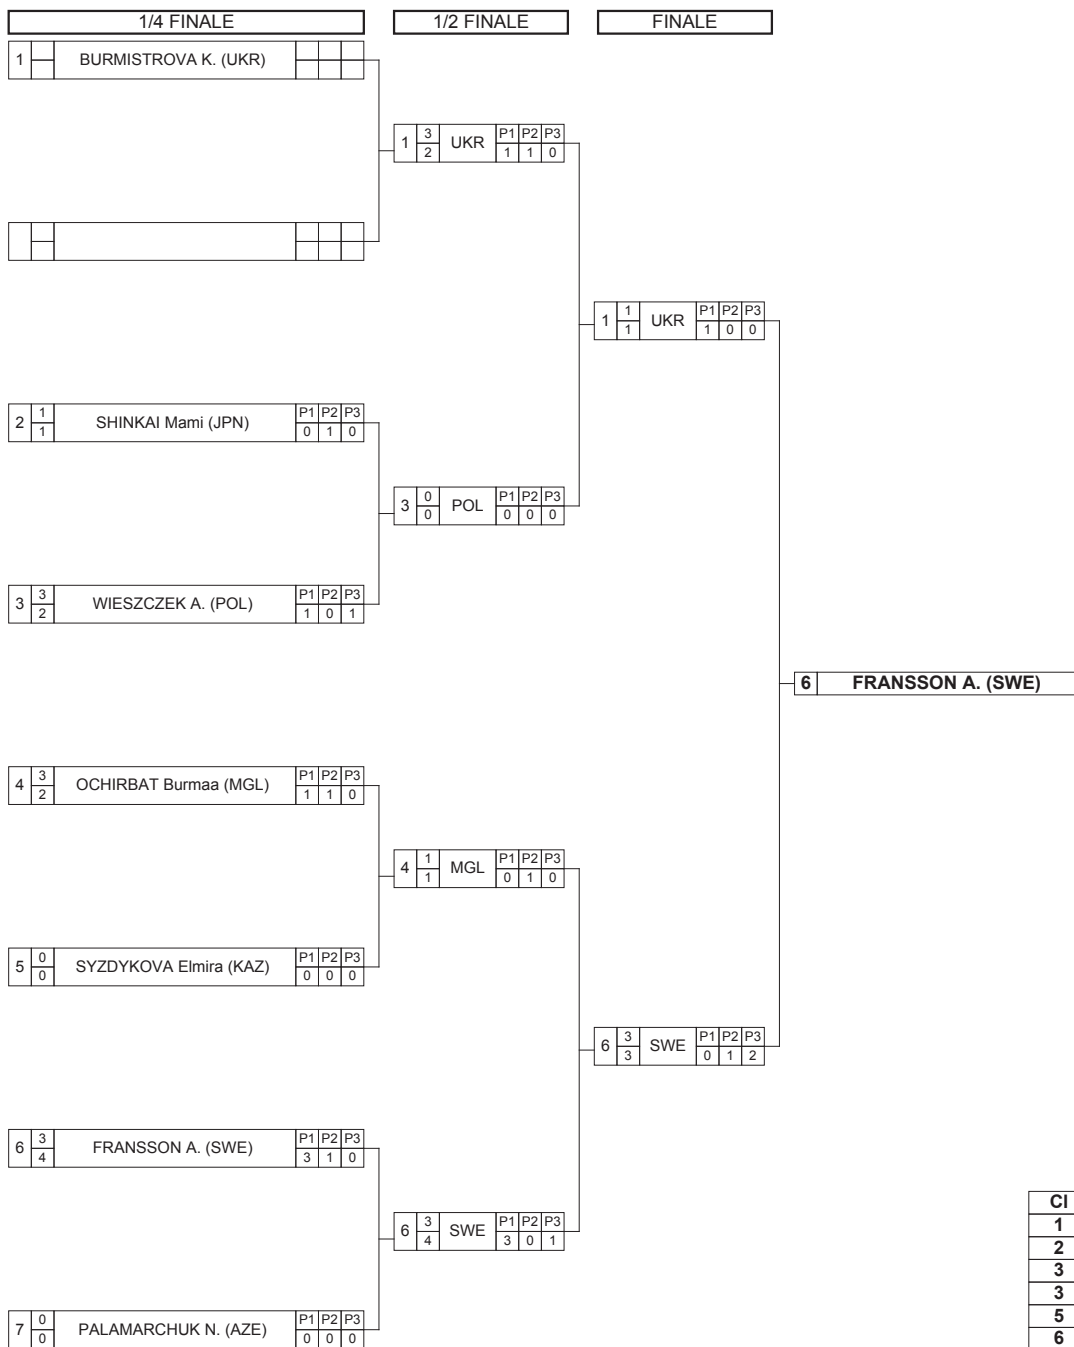 1/4 FINALE 1/2 FINALE FINALE
1 BURMISTROVA K. (UKR)
1 3 2 UKR P1 P2 P3 1 1 0
1 1 1 UKR P1 P2 P3 1 0 0
2 1 1 SHINKAI Mami (JPN) P1 P2 P3 0 1 0
3 0 0 POL P1 P2 P3 0 0 0
3 3 2 WIESZCZEK A. (POL) P1 P2 P3 1 0 1
6 FRANSSON A. (SWE)
4 3 2 OCHIRBAT Burmaa (MGL) P1 P2 P3 1 1 0
4 1 1 MGL P1 P2 P3 0 1 0
5 0 0 SYZDYKOVA Elmira (KAZ) P1 P2 P3 0 0 0
6 3 3 SWE P1 P2 P3 0 1 2
6 3 4 FRANSSON A. (SWE) P1 P2 P3 3 1 0
6 3 4 SWE P1 P2 P3 3 0 1
7 0 0 PALAMARCHUK N. (AZE) P1 P2 P3 0 0 0
Cl
1
2
3
3
5
6